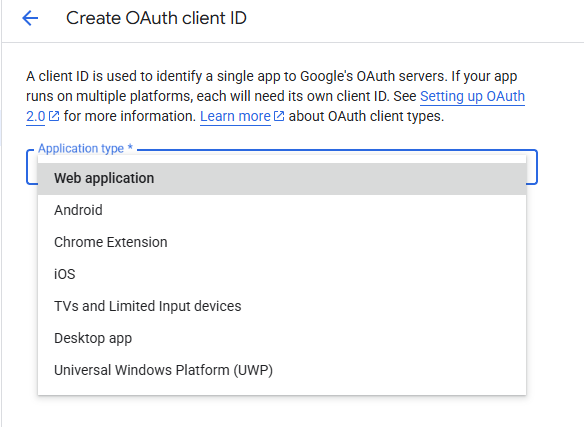 Create OAuth client ID
A client ID is used to identify a single app to Google's OAuth servers. If your app
runs on multiple platforms, each will need its own client ID. See Setting up OAuth
2.0 for more information. Learn more about OAuth client types.
Application type *
Web application
Android
Chrome Extension
iOS
TVs and Limited Input devices
Desktop app
Universal Windows Platform (UWP)